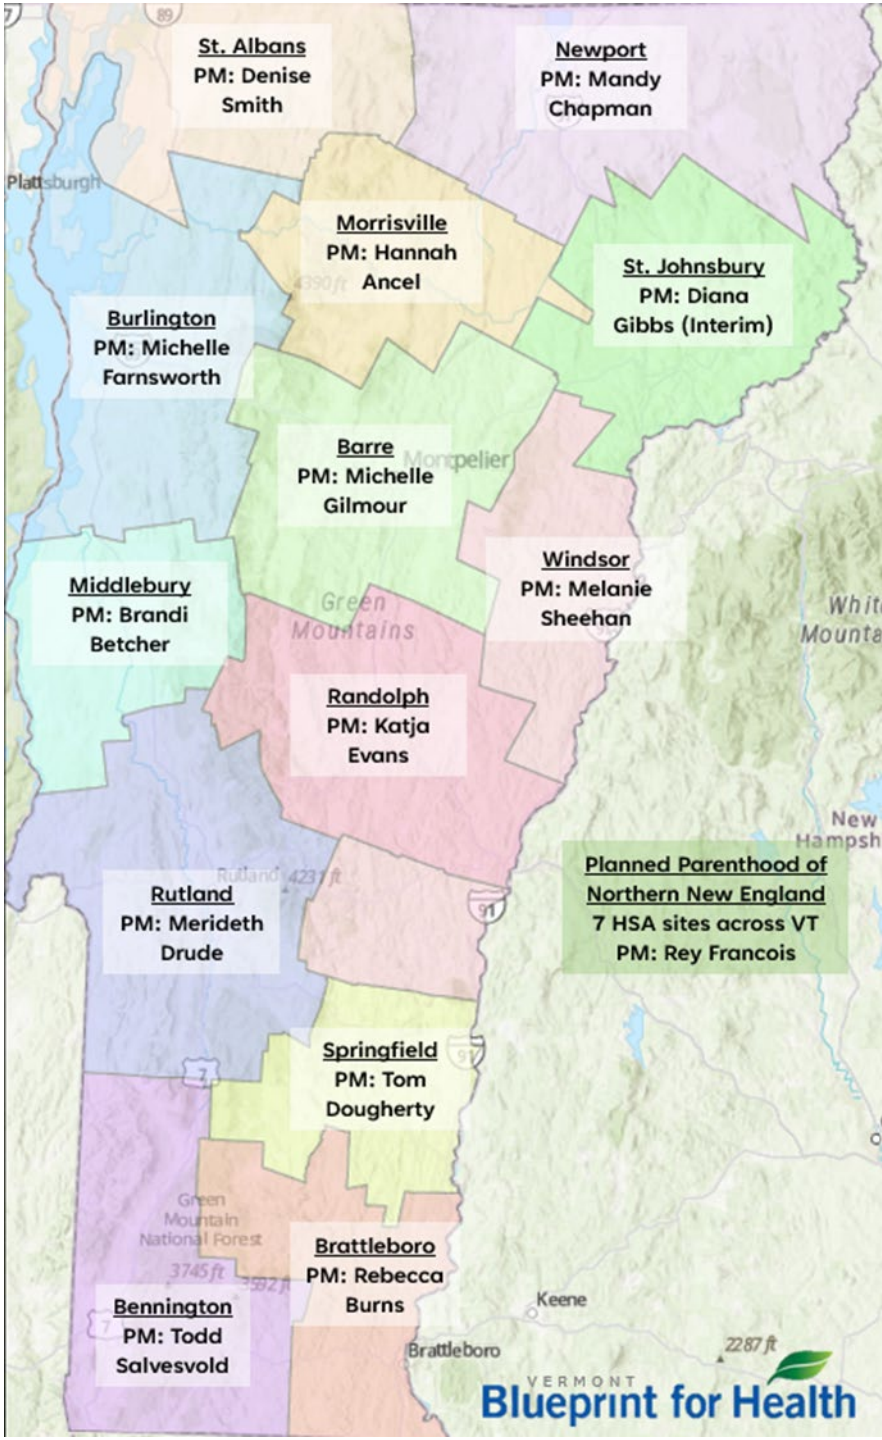 7
89
St. Albans
PM: Denise
Smith
Newport
PM: Mandy
Chapman
Plattsburgh
Morrisville
PM: Hannah
Ancel
4390 ft
St. Johnsbury
PM: Diana
Gibbs (Interim)
Burlington
PM: Michelle
Farnsworth
Barre
PM: Michelle
Gilmour
Montpelier
Windsor
PM: Melanie
Sheehan
Middlebury
PM: Brandi
Betcher
Green
Mountains
White
Mounta
Randolph
PM: Katja
Evans
New
Hampsh
Rutland 4231 ft
Rutland
PM: Merideth
Drude
91
Planned Parenthood of
Northern New England
7 HSA sites across VT
PM: Rey Francois
Springfield
PM: Tom
Dougherty
91
7
Green
Mountain
National Forest
3745 ft
Brattleboro
PM: Rebecca
Burns
Bennington
PM: Todd
Salvesvold
7
Keene
Brattleboro
2287 ft
VERMONT
Blueprint for Health